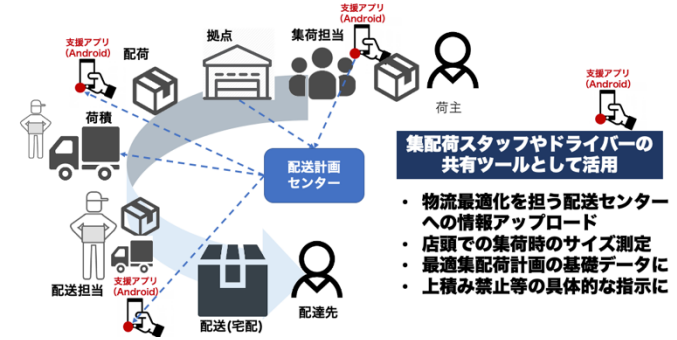 支援アプリ
（Android）
配荷
拠点
集荷担当
支援アプリ
（Android）
荷主
支援アプリ
（Android）
荷積
配送計画
センター
集配荷スタッフやドライバーの
共有ツールとして活用
• 物流最適化を担う配送センター
への情報アップロード
• 店頭での集荷時のサイズ測定
• 最適集配荷計画の基礎データに
• 上積み禁止等の具体的な指示に
配送担当
支援アプリ
（Android）
配送(宅配)
配達先